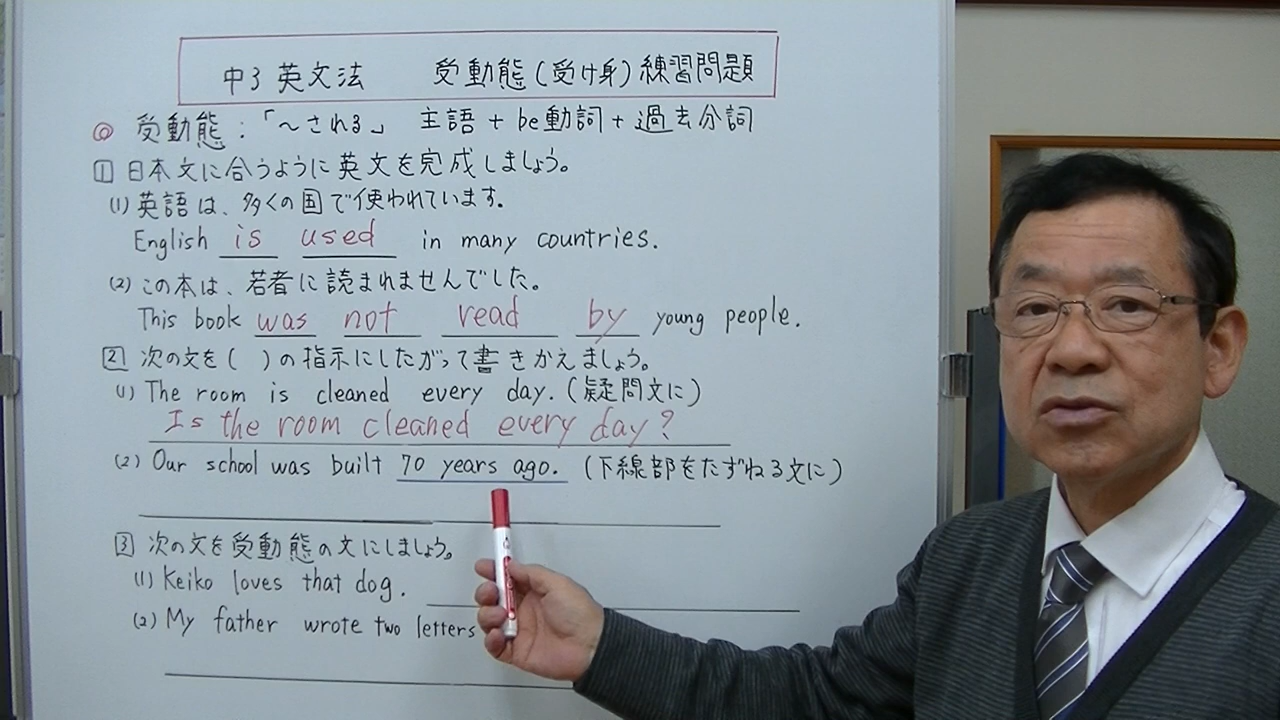 中3 英文法 受動態(受け身)練習問題
◎ 受動態:「~される」 主語 + be動詞 + 過去分詞
1 日本文に合うように英文を完成しましょう。
(1) 英語は、多くの国で使われています。
English is used in many countries.
(2) この本は、若者に読まれませんでした。
This book was not read by young people.
2 次の文を( )の指示にしたがって書きかえましょう。
(1) The room is cleaned every day. (疑問文に)
Is the room cleaned every day?
(2) Our school was built 70 years ago. (下線部をたずねる文に)
3 次の文を受動態の文にしましょう。
(1) Keiko loves that dog.
(2) My father wrote two letters